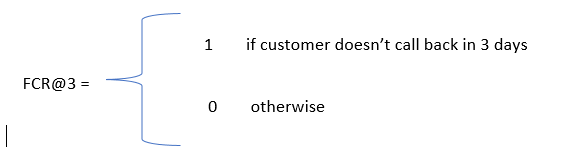 1 if customer doesn’t call back in 3 days
FCR@3 =
0 otherwise